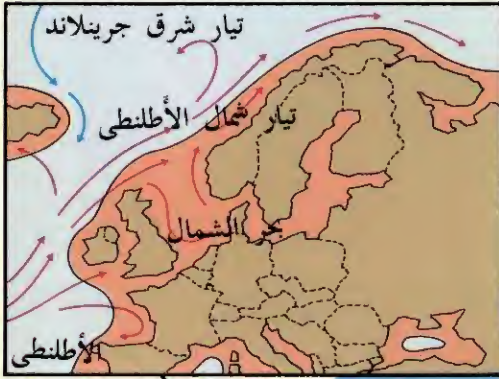 تيار شرق جرينلاند
تيار شمال الأطلنطى
بحر الشمال
الأطلنطى